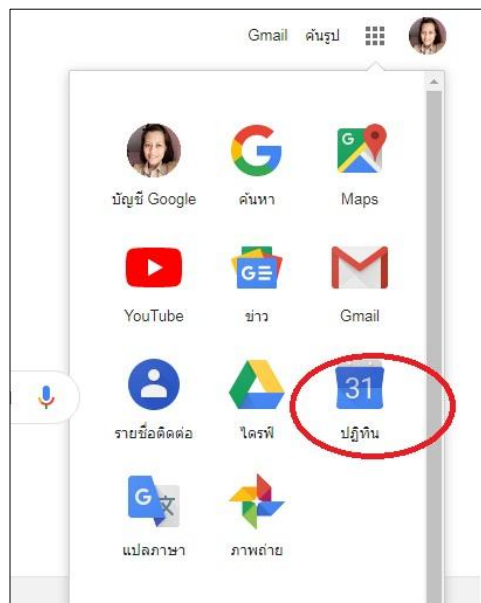 Gmail ค้นรูป
บัญชี Google ค้นหา Maps
G
YouTube ข่าว Gmail
G
31
รายชื่อติดต่อ ไดรฟ์ ปฏิทิน
G 文
แปลภาษา ภาพถ่าย